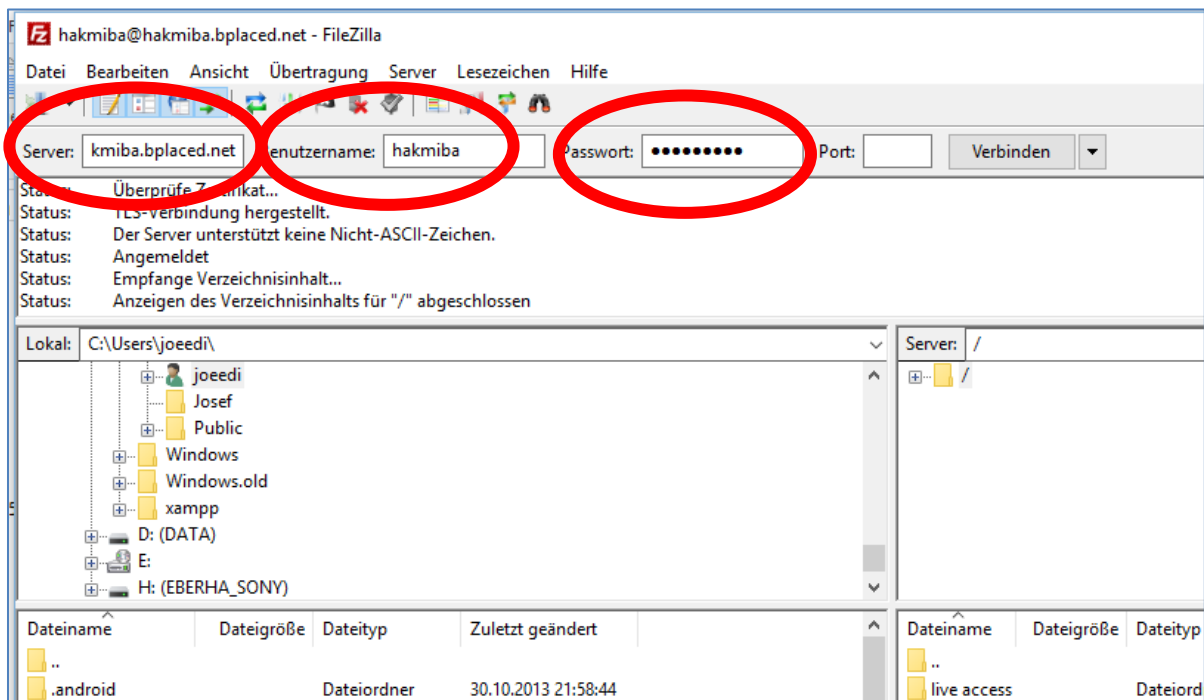 hakmiba@hakmiba.bplaced.net - FileZilla
Datei Bearbeiten Ansicht Übertragung Server Lesezeichen Hilfe
Server: kmiba.bplaced.net enutzername: hakmiba Passwort: ●●●●●●●●● Port: Verbinden
Status: Überprüfe Zertifikat...
Status: TLS-Verbindung hergestellt.
Status: Der Server unterstützt keine Nicht-ASCII-Zeichen.
Status: Angemeldet
Status: Empfange Verzeichnisinhalt...
Status: Anzeigen des Verzeichnisinhalts für "/" abgeschlossen
Lokal: C:\Users\joeedi\
Server: /
joeedi
/
Josef
Public
Windows
Windows.old
xampp
D: (DATA)
E:
H: (EBERHA_SONY)
Dateiname Dateigröße Dateityp Zuletzt geändert
Dateiname Dateigröße Dateityp
..
..
.android Dateiordner 30.10.2013 21:58:44
live access Dateiord